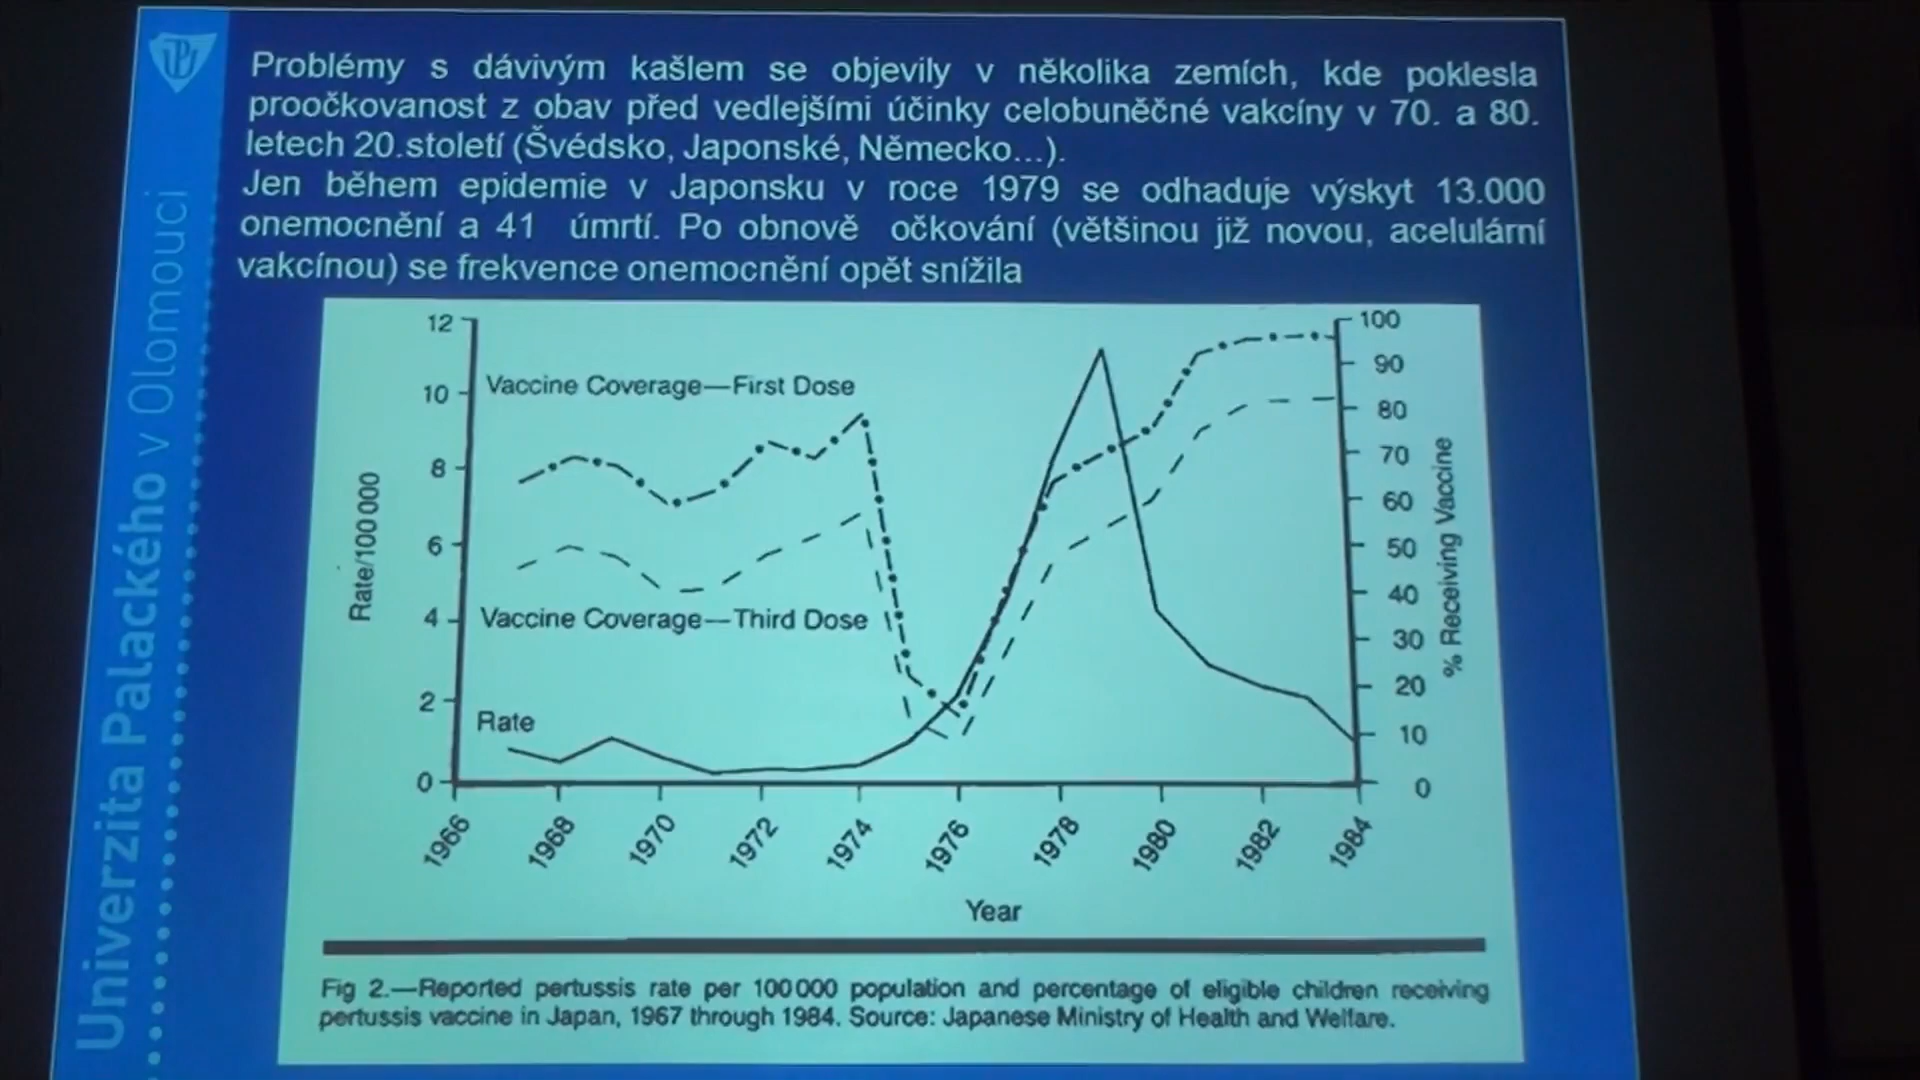 Problémy s dávivým kašlem se objevily v několika zemích, kde poklesla
proočkovanost z obav před vedlejšími účinky celobuněčné vakcíny v 70. a 80.
letech 20.století (Švédsko, Japonské, Německo...).
Jen během epidemie v Japonsku v roce 1979 se odhaduje výskyt 13.000
onemocnění a 41 úmrtí. Po obnově očkování (většinou již novou, acelulární
vakcínou) se frekvence onemocnění opět snížila
Univerzita Palackého v Olomouci
12
10
8
6
4
2
0
Rate/100 000
Vaccine Coverage—First Dose
Vaccine Coverage—Third Dose
Rate
100
90
80
70
60
50
40
30
20
10
0
% Receiving Vaccine
1966
1968
1970
1972
1974
1976
1978
1980
1982
1984
Year
Fig 2.—Reported pertussis rate per 100 000 population and percentage of eligible children receiving
pertussis vaccine in Japan, 1967 through 1984. Source: Japanese Ministry of Health and Welfare.